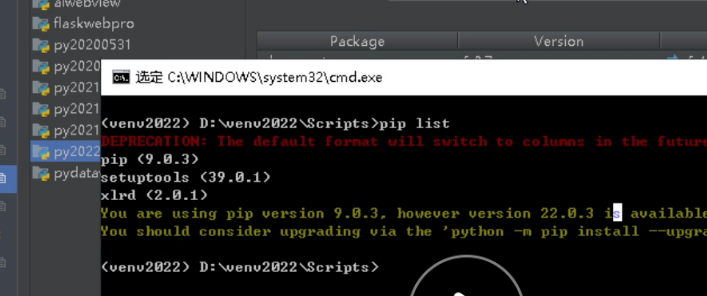 aiwebview
flaskwebpro
py20200531
py2020
py2021
py2021
py2021
py2022
pydata
Package Version
选定 C:\WINDOWS\system32\cmd.exe
(venv2022) D:\venv2022\Scripts>pip list
DEPRECATION: The default format will switch to columns in the future
pip (9.0.3)
setuptools (39.0.1)
xlrd (2.0.1)
You are using pip version 9.0.3, however version 22.0.3 is available
You should consider upgrading via the 'python -m pip install --upgra
(venv2022) D:\venv2022\Scripts>